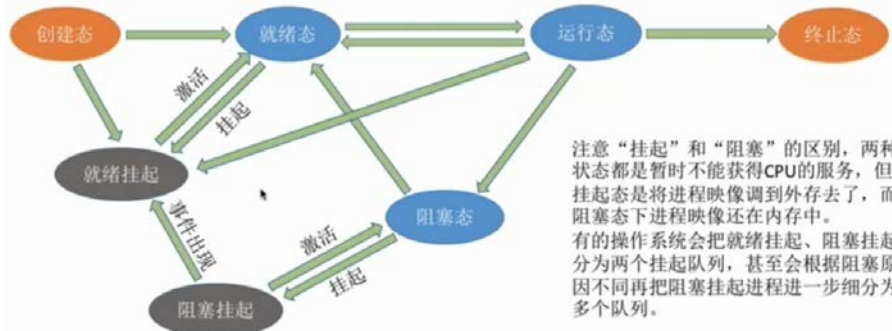 创建态
就绪态
运行态
终止态
激活
挂起
就绪挂起
阻塞态
事件出现
激活
挂起
阻塞挂起
注意“挂起”和“阻塞”的区别，两种
状态都是暂时不能获得CPU的服务，但
挂起态是将进程映像调到外存去了，而
阻塞态下进程映像还在内存中。
有的操作系统会把就绪挂起、阻塞挂起
分为两个挂起队列，甚至会根据阻塞原
因不同再把阻塞挂起进程进一步细分为
多个队列。